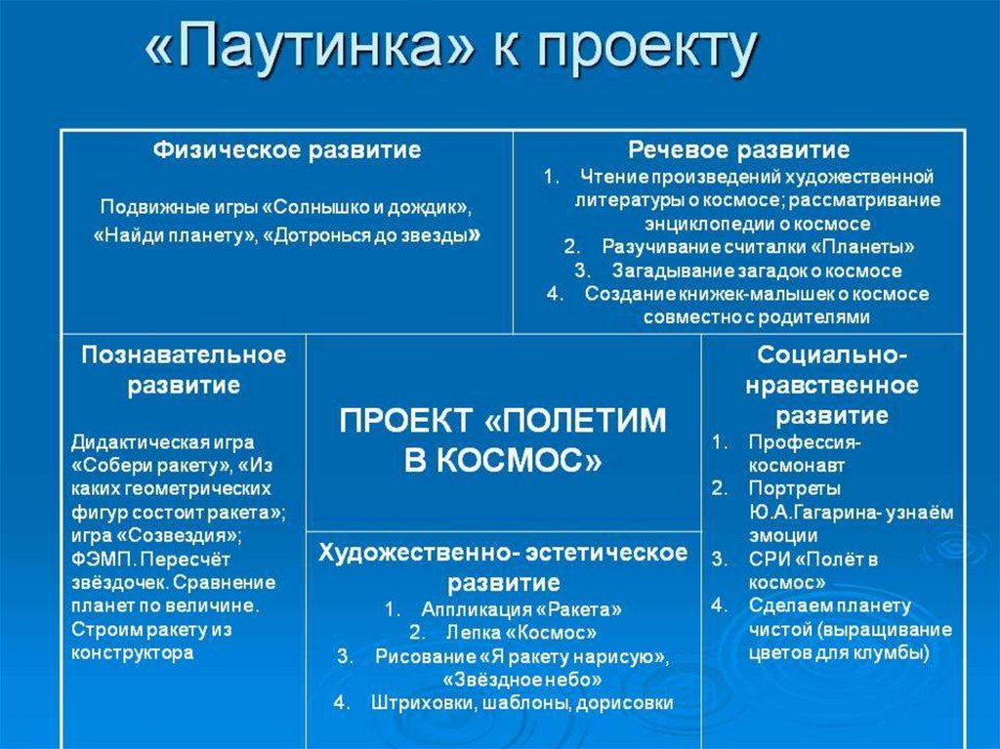 «Паутинка» к проекту
Физическое развитие
Подвижные игры «Солнышко и дождик»,
«Найди планету», «Дотронься до звезды»
Речевое развитие
1. Чтение произведений художественной
литературы о космосе; рассматривание
энциклопедии о космосе
2. Разучивание считалки «Планеты»
3. Загадывание загадок о космосе
4. Создание книжек-малышек о космосе
совместно с родителями
Познавательное
развитие
Дидактическая игра
«Собери ракету», «Из
каких геометрических
фигур состоит ракета»;
игра «Созвездия»;
ФЭМП. Пересчёт
звёздочек. Сравнение
планет по величине.
Строим ракету из
конструктора
ПРОЕКТ «ПОЛЕТИМ
В КОСМОС»
Социально-
нравственное
развитие
1. Профессия-
космонавт
2. Портреты
Ю.А.Гагарина- узнаём
эмоции
3. СРИ «Полёт в
космос»
4. Сделаем планету
чистой (выращивание
цветов для клумбы)
Художественно- эстетическое
развитие
1. Аппликация «Ракета»
2. Лепка «Космос»
3. Рисование «Я ракету нарисую»,
«Звёздное небо»
4. Штриховки, шаблоны, дорисовки